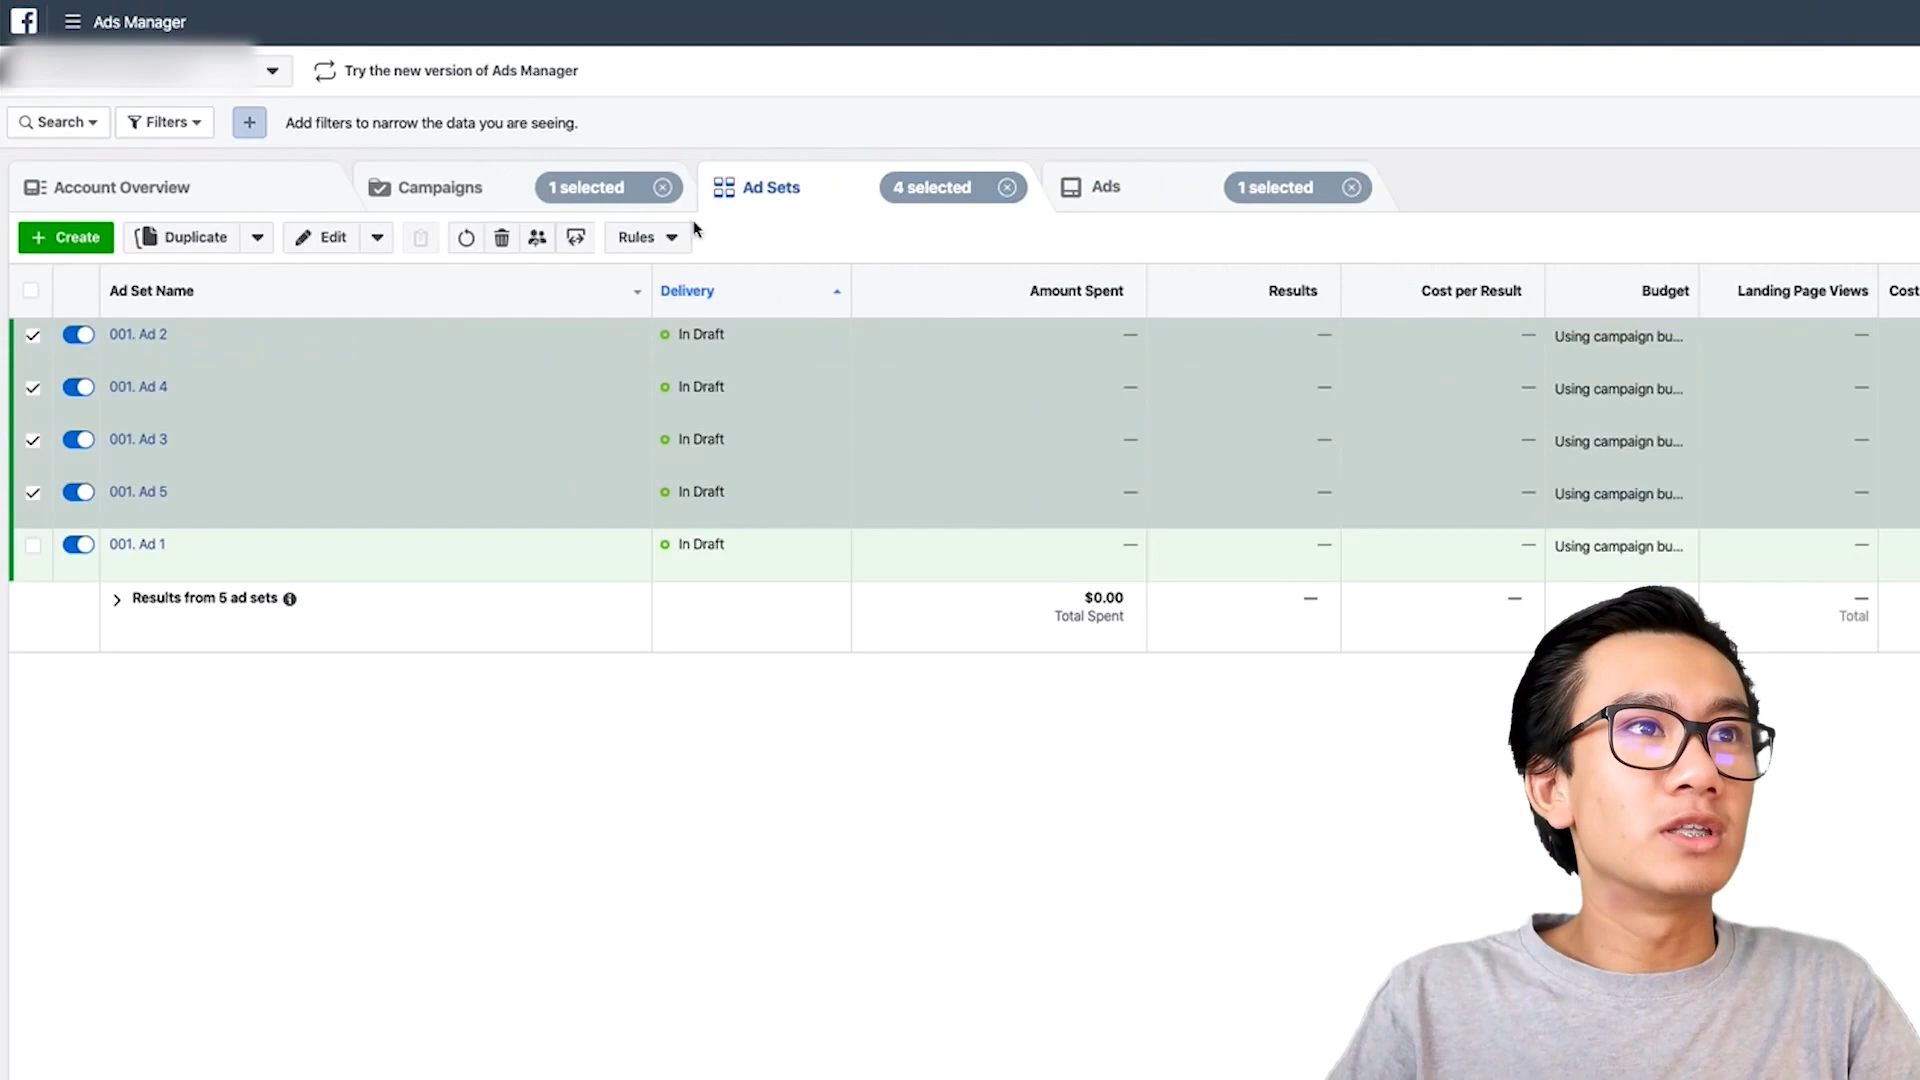 Ads Manager
Try the new version of Ads Manager
Search
Filters
+
Add filters to narrow the data you are seeing.
Account Overview
Campaigns
1 selected
Ad Sets
4 selected
Ads
1 selected
+ Create
Duplicate
Edit
Rules
Ad Set Name
Delivery
Amount Spent
Results
Cost per Result
Budget
Landing Page Views
Cost
001. Ad 2
In Draft
—
—
—
Using campaign bu...
—
001. Ad 4
In Draft
—
—
—
Using campaign bu...
—
001. Ad 3
In Draft
—
—
—
Using campaign bu...
—
001. Ad 5
In Draft
—
—
—
Using campaign bu...
—
001. Ad 1
In Draft
—
—
—
Using campaign bu...
—
Results from 5 ad sets
$0.00
—
—
—
Total Spent
Total